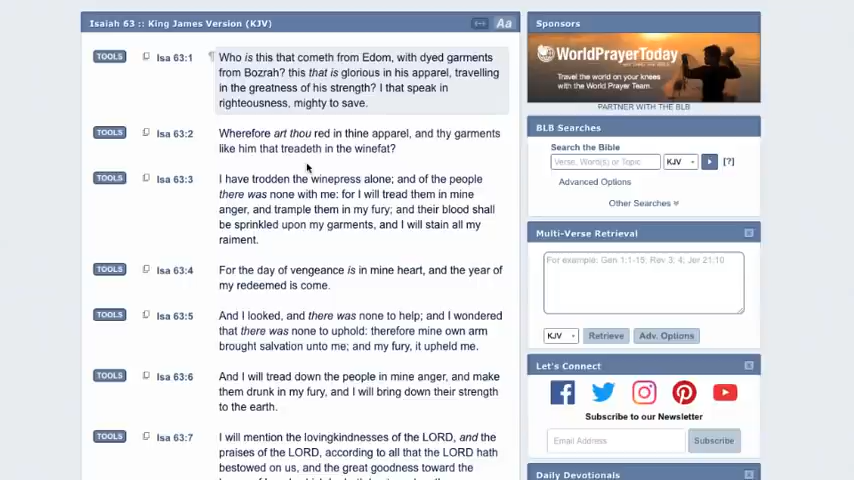 Isaiah 63 :: King James Version (KJV)
Aa
TOOLS
Isa 63:1
¶ Who is this that cometh from Edom, with dyed garments
from Bozrah? this that is glorious in his apparel, travelling
in the greatness of his strength? I that speak in
righteousness, mighty to save.
TOOLS
Isa 63:2
Wherefore art thou red in thine apparel, and thy garments
like him that treadeth in the winefat?
TOOLS
Isa 63:3
I have trodden the winepress alone; and of the people
there was none with me: for I will tread them in mine
anger, and trample them in my fury; and their blood shall
be sprinkled upon my garments, and I will stain all my
raiment.
TOOLS
Isa 63:4
For the day of vengeance is in mine heart, and the year of
my redeemed is come.
TOOLS
Isa 63:5
And I looked, and there was none to help; and I wondered
that there was none to uphold: therefore mine own arm
brought salvation unto me; and my fury, it upheld me.
TOOLS
Isa 63:6
And I will tread down the people in mine anger, and make
them drunk in my fury, and I will bring down their strength
to the earth.
TOOLS
Isa 63:7
I will mention the lovingkindnesses of the LORD, and the
praises of the LORD, according to all that the LORD hath
bestowed on us, and the great goodness toward the
Sponsors
WorldPrayerToday
Travel the world on your knees
with the World Prayer Team.
PARTNER WITH THE BLB
BLB Searches
Search the Bible
Verse, Word(s) or Topic
KJV
[?]
Advanced Options
Other Searches
Multi-Verse Retrieval
x
For example: Gen 1:1-15; Rev 3; 4; Jer 21:10
KJV
Retrieve
Adv. Options
Let's Connect
x
Subscribe to our Newsletter
Email Address
Subscribe
Daily Devotionals
x